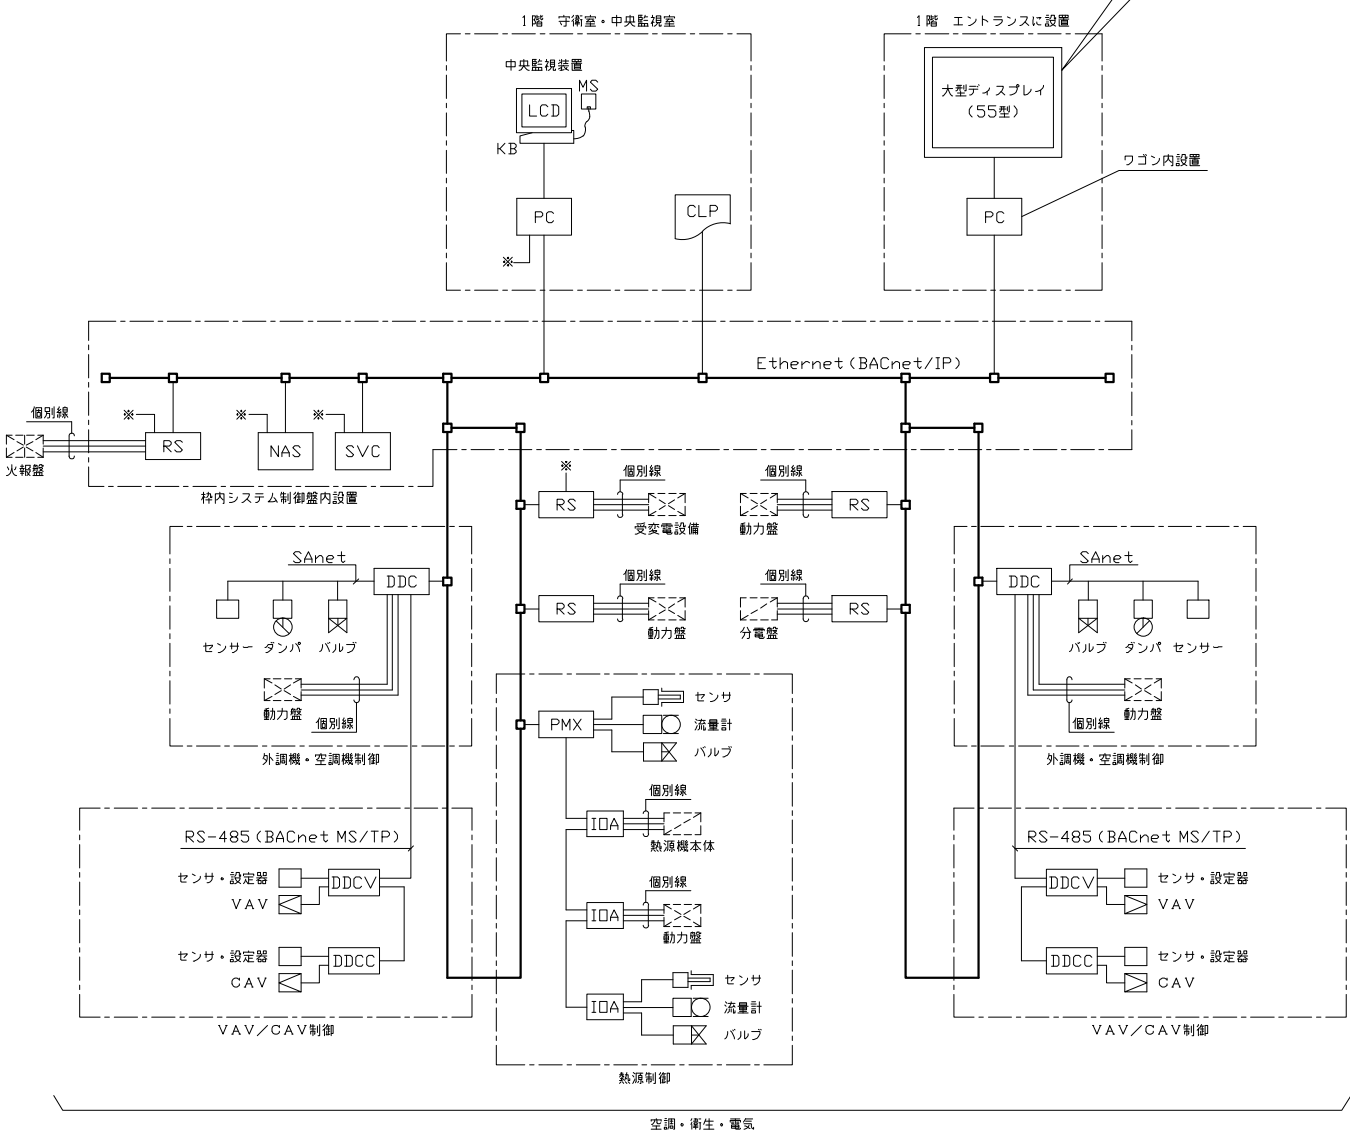 1階　守衛室・中央監視室
1階　エントランスに設置
中央監視装置
MS
LCD
KB
大型ディスプレイ
(55型)
ワゴン内設置
PC
CLP
PC
※
Ethernet(BACnet/IP)
個別線
※
※
※
RS
NAS
SVC
火報盤
枠内システム制御盤内設置
※
個別線
個別線
RS
RS
受変電設備
動力盤
SAnet
DDC
センサー
ダンパ
バルブ
動力盤
個別線
外調機・空調機制御
個別線
個別線
RS
RS
動力盤
分電盤
SAnet
DDC
バルブ
ダンパ
センサー
個別線
動力盤
外調機・空調機制御
PMX
センサ
流量計
バルブ
個別線
IOA
熱源機本体
個別線
IOA
動力盤
IOA
センサ
流量計
バルブ
熱源制御
RS-485(BACnet MS/TP)
センサ・設定器
DDCV
VAV
センサ・設定器
DDCC
CAV
VAV／CAV制御
RS-485(BACnet MS/TP)
DDCV
センサ・設定器
VAV
DDCC
センサ・設定器
CAV
VAV／CAV制御
空調・衛生・電気